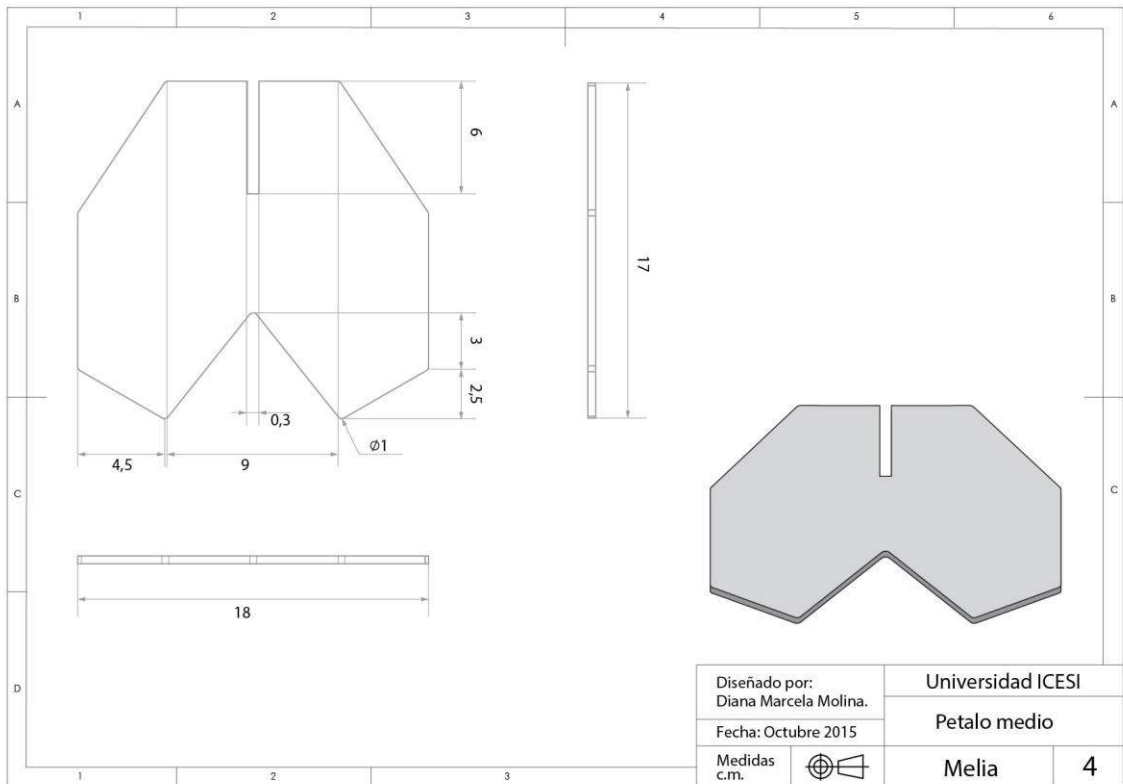 1 2 3 4 5 6
A A
6
17
B B
3
2,5
0,3
Ø1
4,5 9
C C
18
D
Diseñado por:
Diana Marcela Molina.
Universidad ICESI
Fecha: Octubre 2015
Petalo medio
Medidas
c.m.
Melia 4
1 2 3